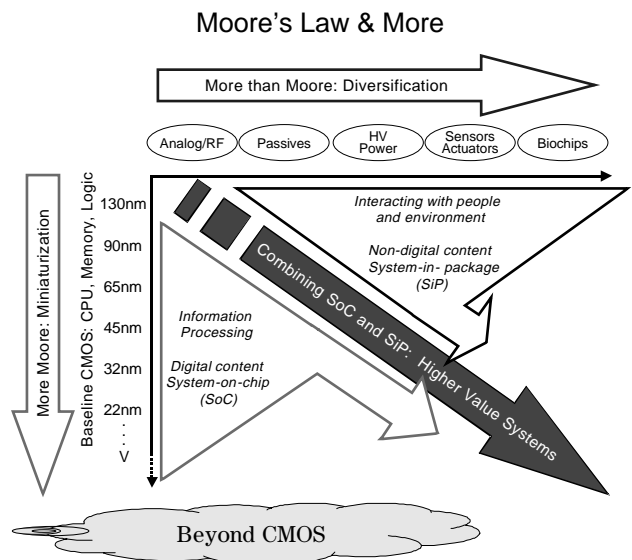 Moore’s Law & More
More than Moore: Diversification
Analog/RF
Passives
HV
Power
Sensors
Actuators
Biochips
More Moore: Miniaturization
Baseline CMOS: CPU, Memory, Logic
130nm
90nm
65nm
45nm
32nm
22nm
.
.
.
V
Interacting with people
and environment
Non-digital content
System-in- package
(SiP)
Combining SoC and SiP: Higher Value Systems
Information
Processing
Digital content
System-on-chip
(SoC)
Beyond CMOS